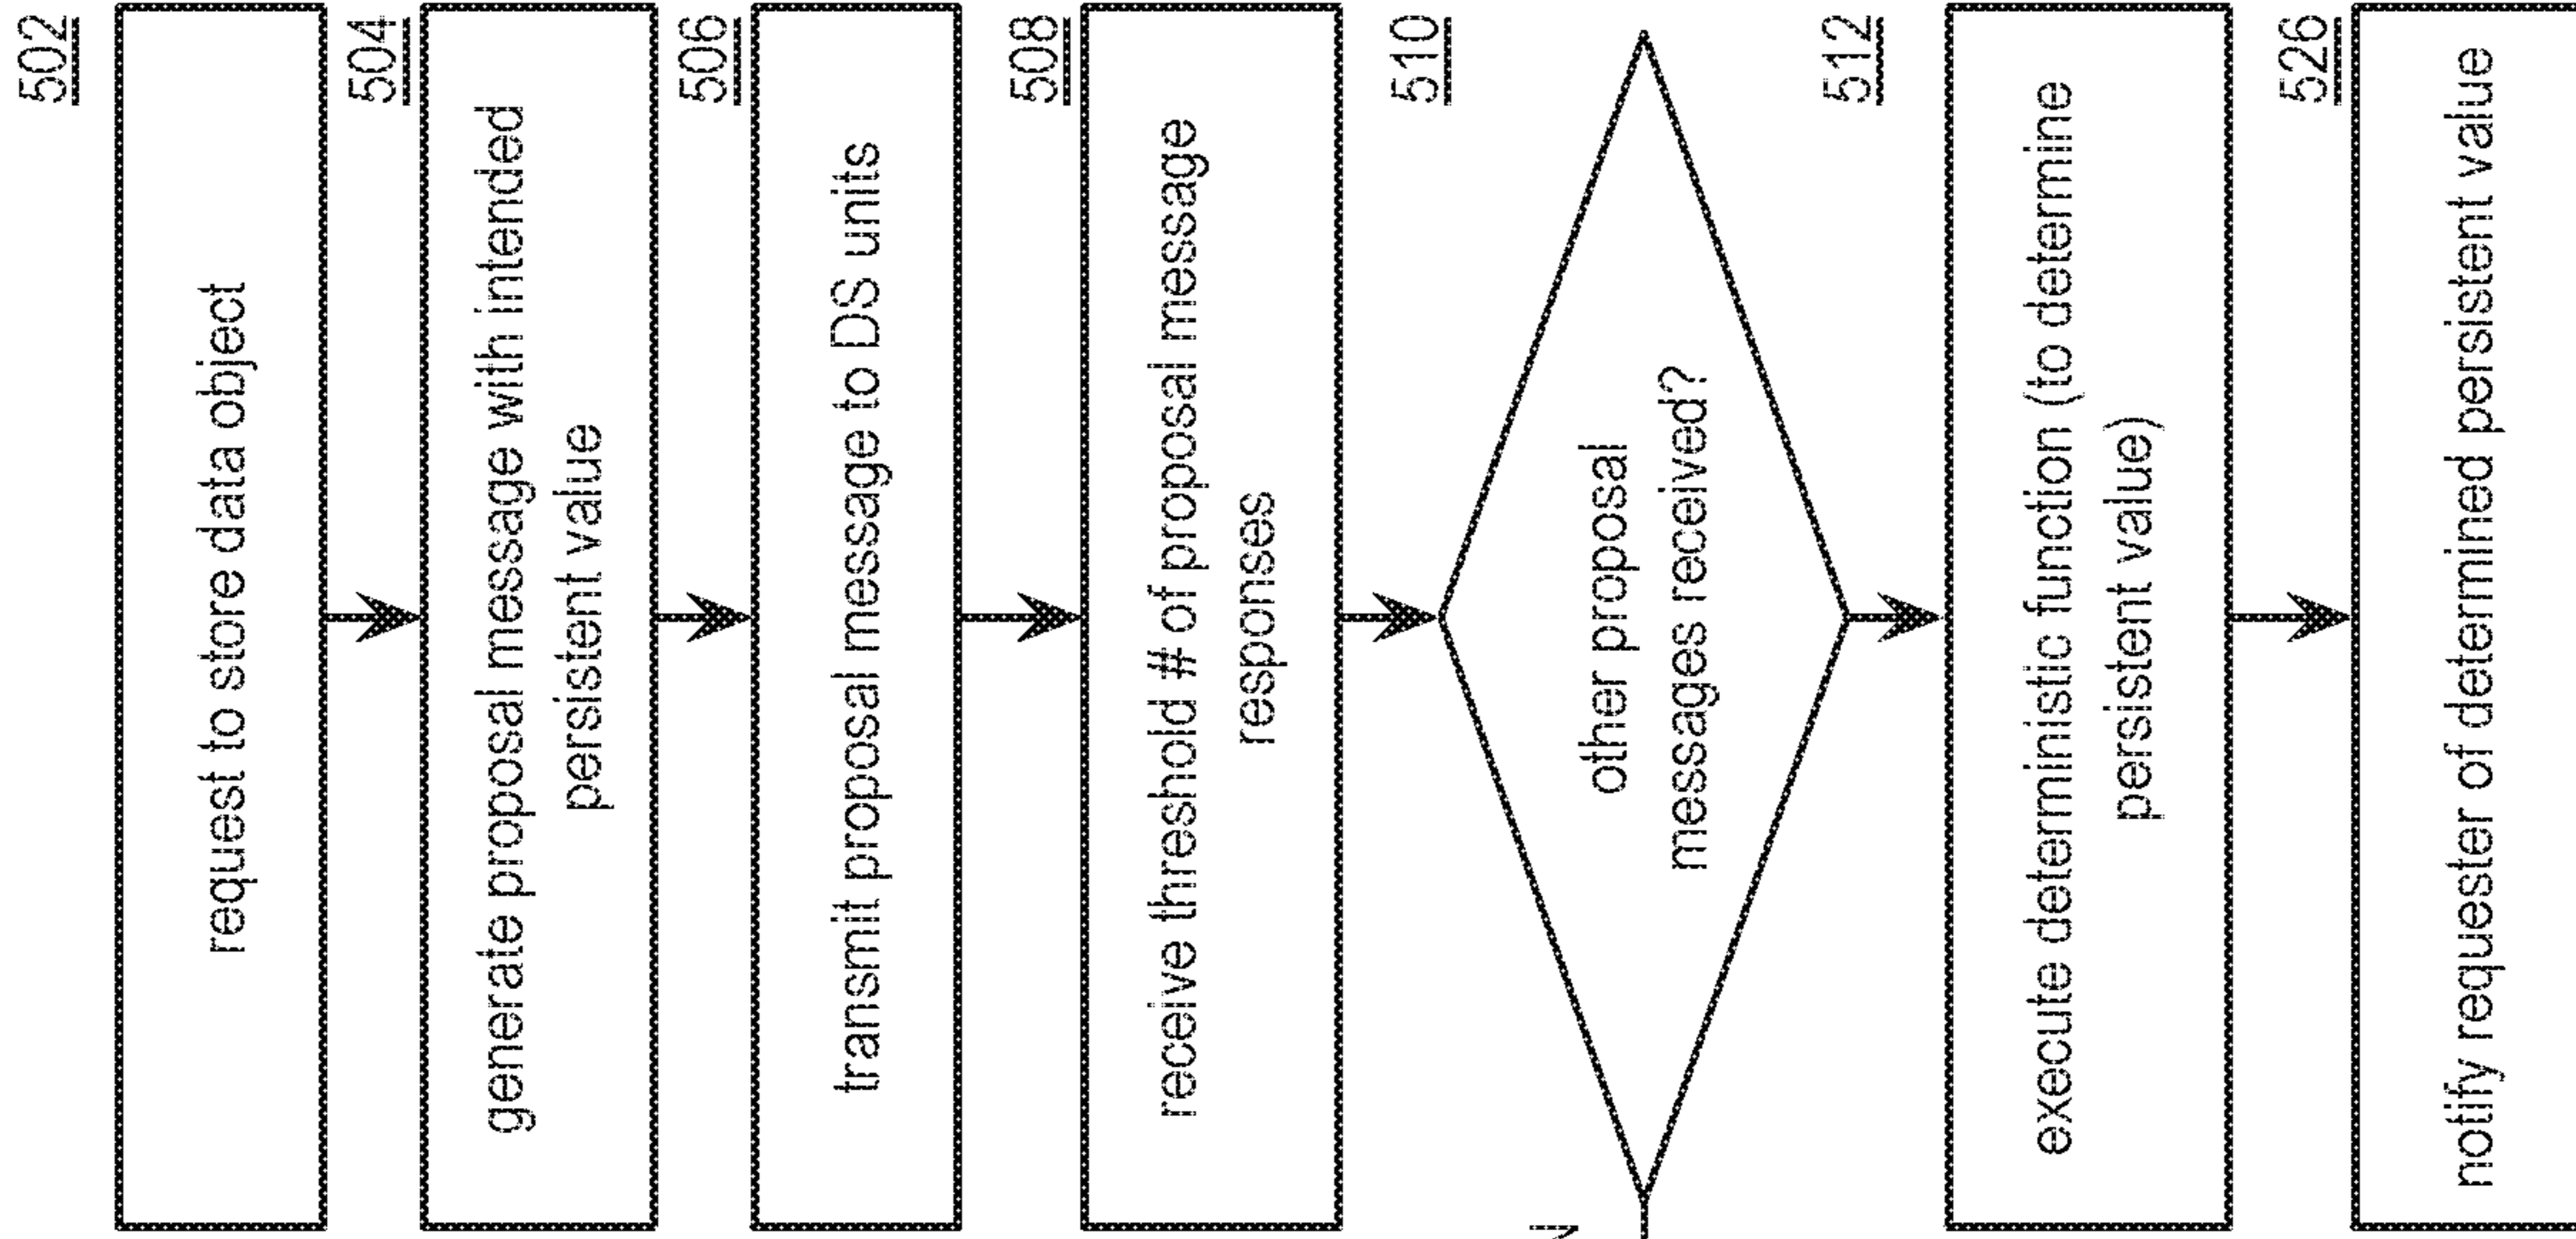 502
request to store data object
504
generate proposal message with intended
persistent value
506
transmit proposal message to DS units
508
receive threshold # of proposal message
responses
510
other proposal
messages received?
N
512
execute deterministic function (to determine
persistent value)
526
notify requester of determined persistent value